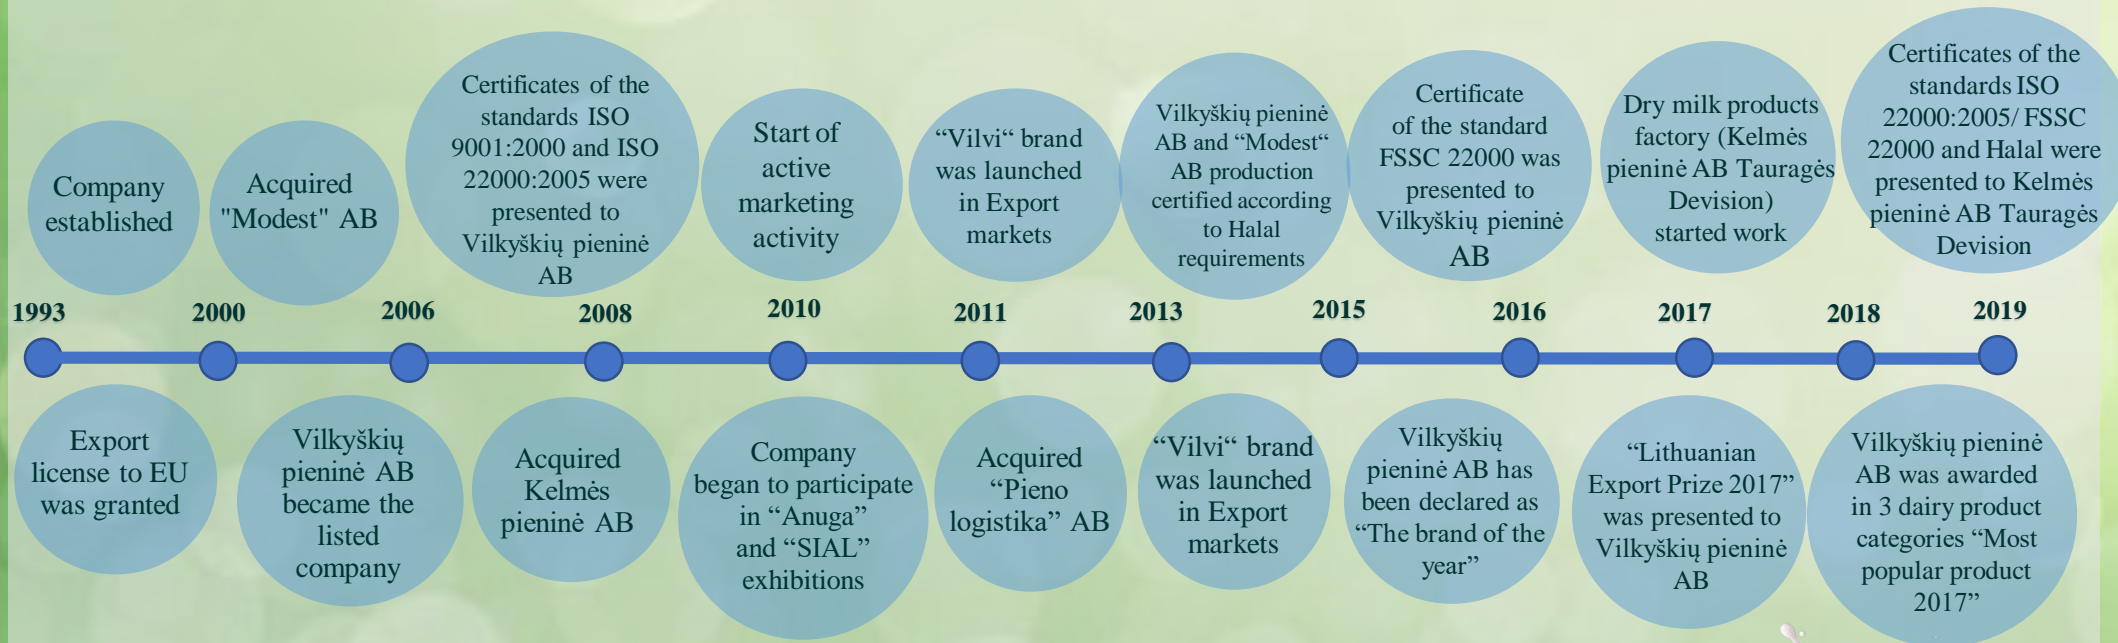 Company
established
Acquired
"Modest" AB
Certificates of the
standards ISO
9001:2000 and ISO
22000:2005 were
presented to
Vilkyškių pieninė
AB
Start of
active
marketing
activity
“Vilvi“ brand
was launched
in Export
markets
Vilkyškių pieninė
AB and “Modest“
AB production
certified according
to Halal
requirements
Certificate
of the standard
FSSC 22000 was
presented to
Vilkyškių pieninė
AB
Dry milk products
factory (Kelmės
pieninė AB Tauragės
Devision)
started work
Certificates of the
standards ISO
22000:2005/ FSSC
22000 and Halal were
presented to Kelmės
pieninė AB Tauragės
Devision
1993 2000 2006 2008 2010 2011 2013 2015 2016 2017 2018 2019
Export
license to EU
was granted
Vilkyškių
pieninė AB
became the
listed
company
Acquired
Kelmės
pieninė AB
Company
began to participate
in “Anuga”
and “SIAL”
exhibitions
Acquired
“Pieno
logistika” AB
“Vilvi“ brand
was launched
in Export
markets
Vilkyškių
pieninė AB has
been declared as
“The brand of the
year”
“Lithuanian
Export Prize 2017”
was presented to
Vilkyškių pieninė
AB
Vilkyškių pieninė
AB was awarded
in 3 dairy product
categories “Most
popular product
2017”